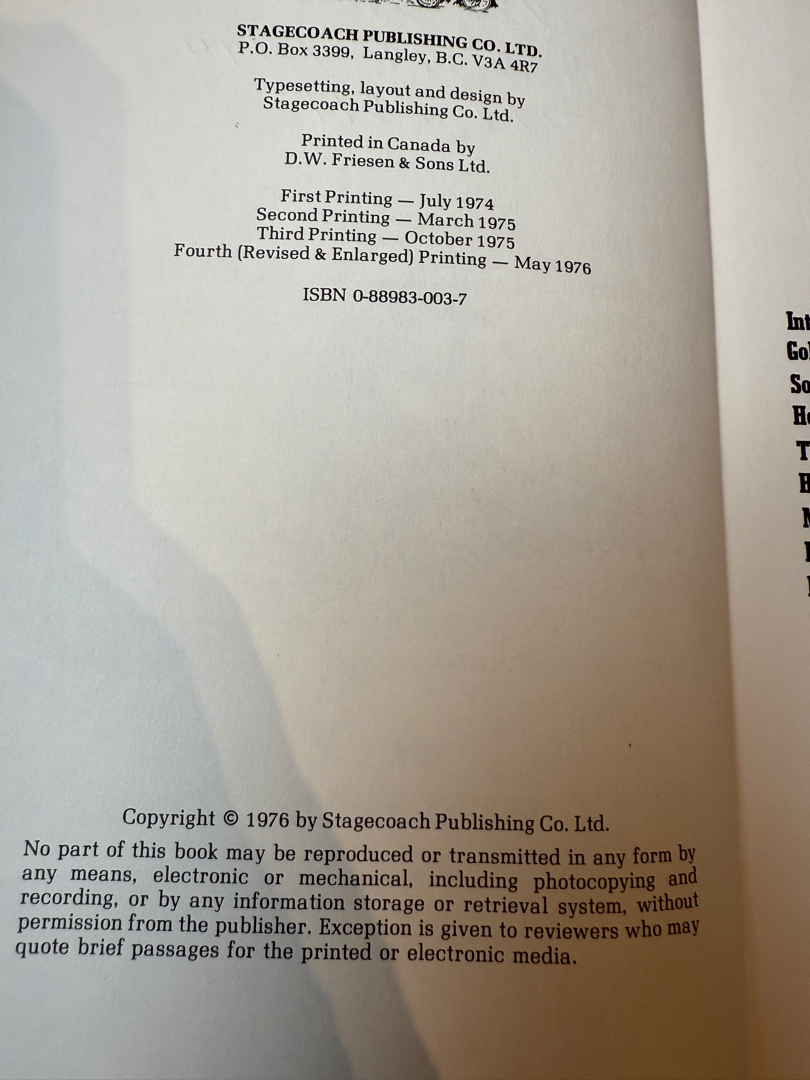 STAGECOACH PUBLISHING CO. LTD.
P.O. Box 3399, Langley, B.C. V3A 4R7
Typesetting, layout and design by
Stagecoach Publishing Co. Ltd.
Printed in Canada by
D.W. Friesen & Sons Ltd.
First Printing — July 1974
Second Printing — March 1975
Third Printing — October 1975
Fourth (Revised & Enlarged) Printing — May 1976
ISBN 0-88983-003-7
Copyright © 1976 by Stagecoach Publishing Co. Ltd.
No part of this book may be reproduced or transmitted in any form by
any means, electronic or mechanical, including photocopying and
recording, or by any information storage or retrieval system, without
permission from the publisher. Exception is given to reviewers who may
quote brief passages for the printed or electronic media.